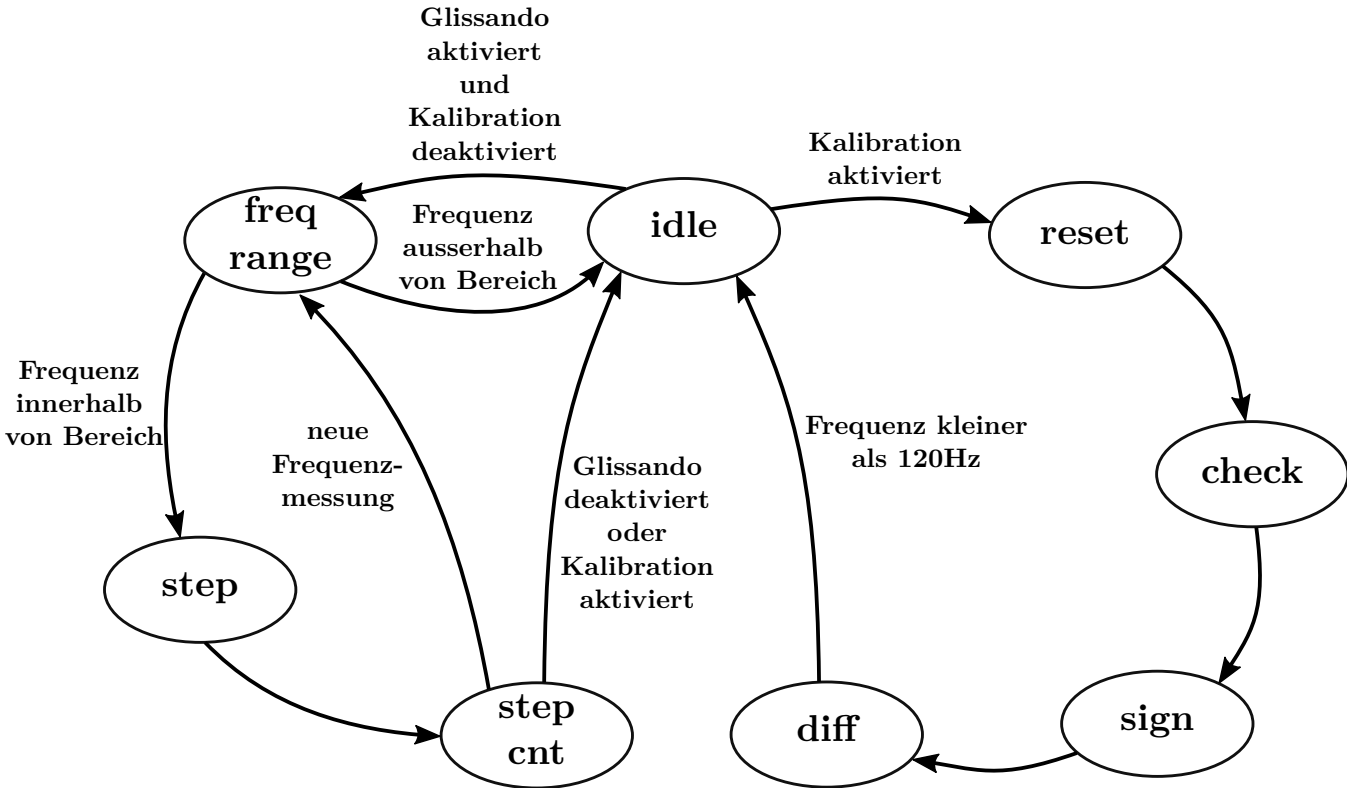 Glissando
aktiviert
und
Kalibration
deaktiviert
Kalibration
aktiviert
freq
range
Frequenz
ausserhalb
von Bereich
idle
reset
Frequenz
innerhalb
von Bereich
neue
Frequenz-
messung
Glissando
deaktiviert
oder
Kalibration
aktiviert
Frequenz kleiner
als 120Hz
check
step
step
cnt
diff
sign